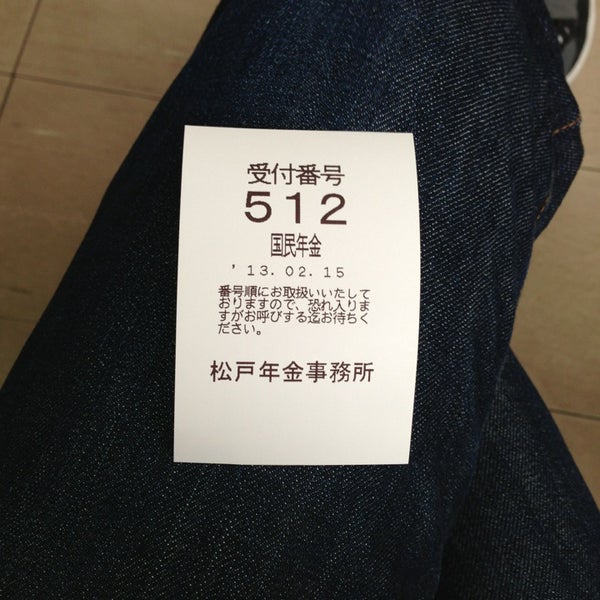 受付番号
512
国民年金
'13.02.15
番号順にお取扱いいたして
おりますので、恐れ入りま
すがお呼びする迄お待ちく
ださい。
松戸年金事務所